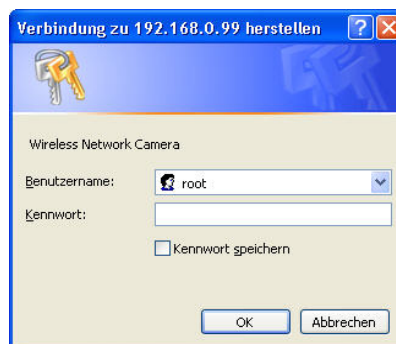 Verbindung zu 192.168.0.99 herstellen
Wireless Network Camera
Benutzername: root
Kennwort:
Kennwort speichern
OK Abbrechen